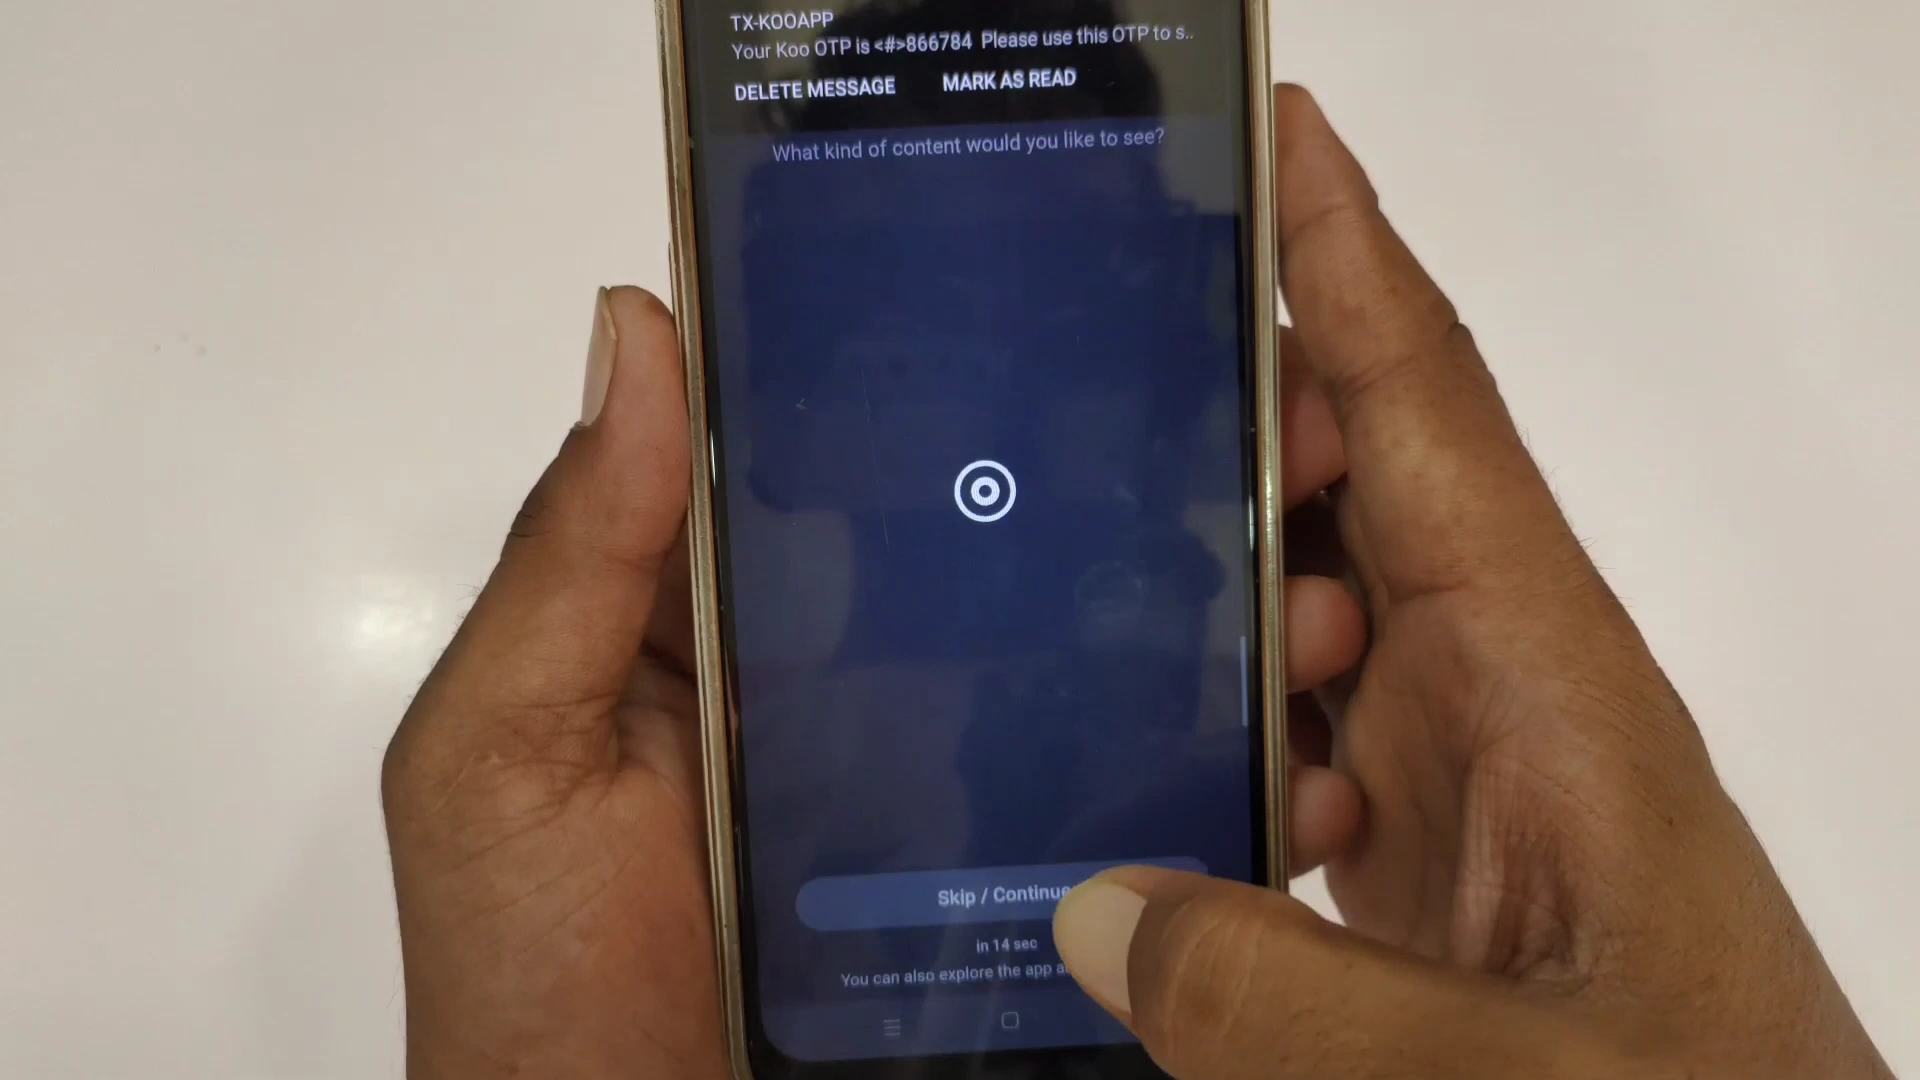 TX-KOOAPP
Your Koo OTP is <#>866784 Please use this OTP to s..
DELETE MESSAGE MARK AS READ
What kind of content would you like to see?
Skip / Continue
in 14 sec
You can also explore the app